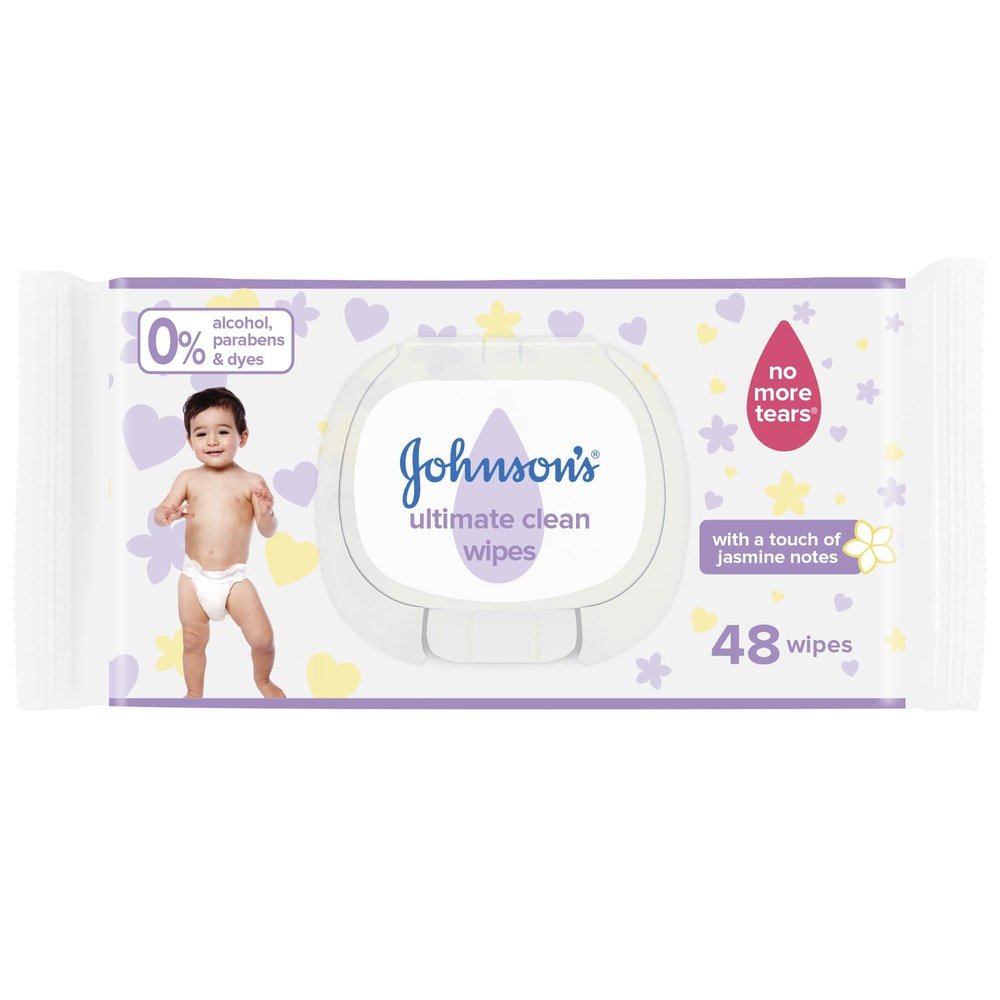 0% alcohol,
parabens
& dyes
Johnson's®
ultimate clean
wipes
no
more
tears®
with a touch of
jasmine notes
48 wipes